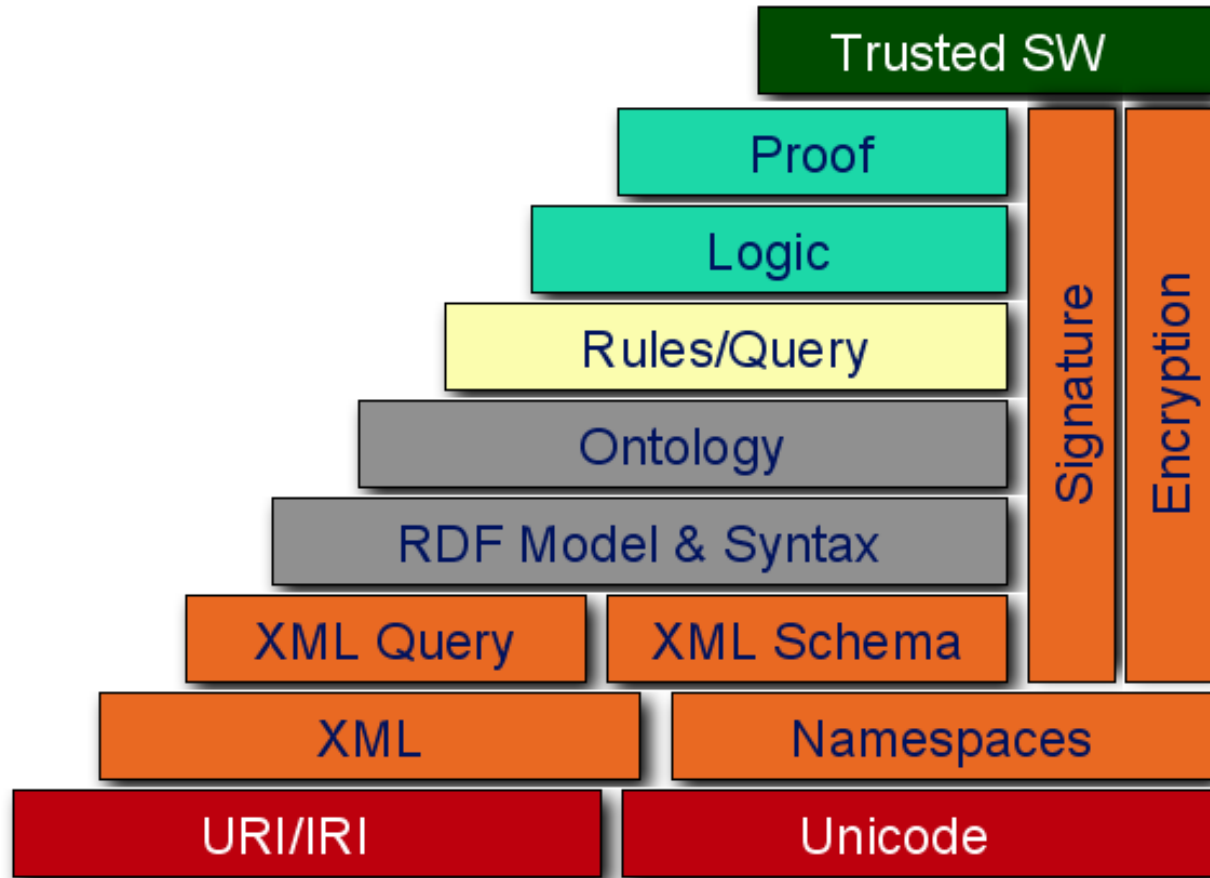 Trusted SW
Proof
Logic
Rules/Query
Ontology
RDF Model & Syntax
Signature
Encryption
XML Query
XML Schema
XML
Namespaces
URI/IRI
Unicode